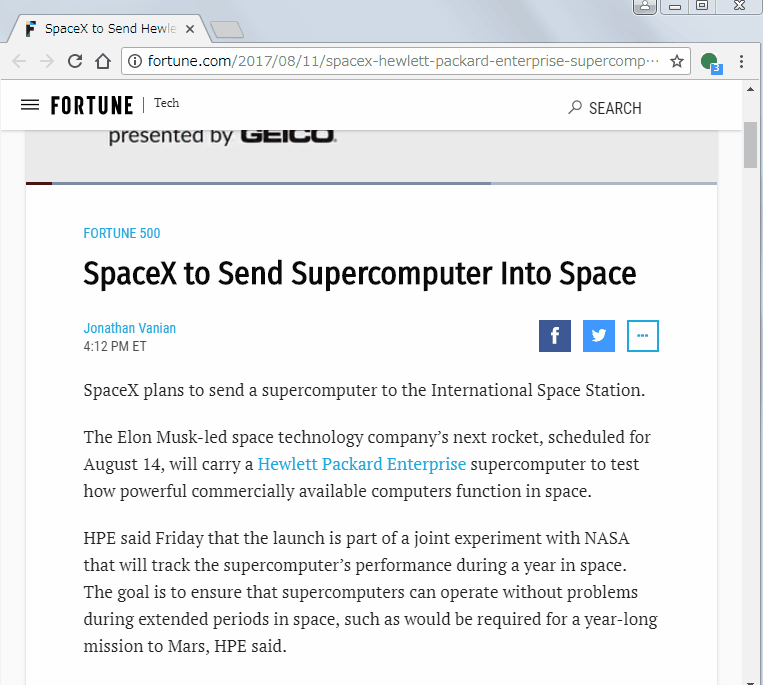 SpaceX to Send Hewle
fortune.com/2017/08/11/spacex-hewlett-packard-enterprise-supercomp···
3
FORTUNE | Tech
SEARCH
presented by GEICO.
FORTUNE 500
SpaceX to Send Supercomputer Into Space
Jonathan Vanian
4:12 PM ET
SpaceX plans to send a supercomputer to the International Space Station.
The Elon Musk-led space technology company’s next rocket, scheduled for
August 14, will carry a Hewlett Packard Enterprise supercomputer to test
how powerful commercially available computers function in space.
HPE said Friday that the launch is part of a joint experiment with NASA
that will track the supercomputer’s performance during a year in space.
The goal is to ensure that supercomputers can operate without problems
during extended periods in space, such as would be required for a year-long
mission to Mars, HPE said.